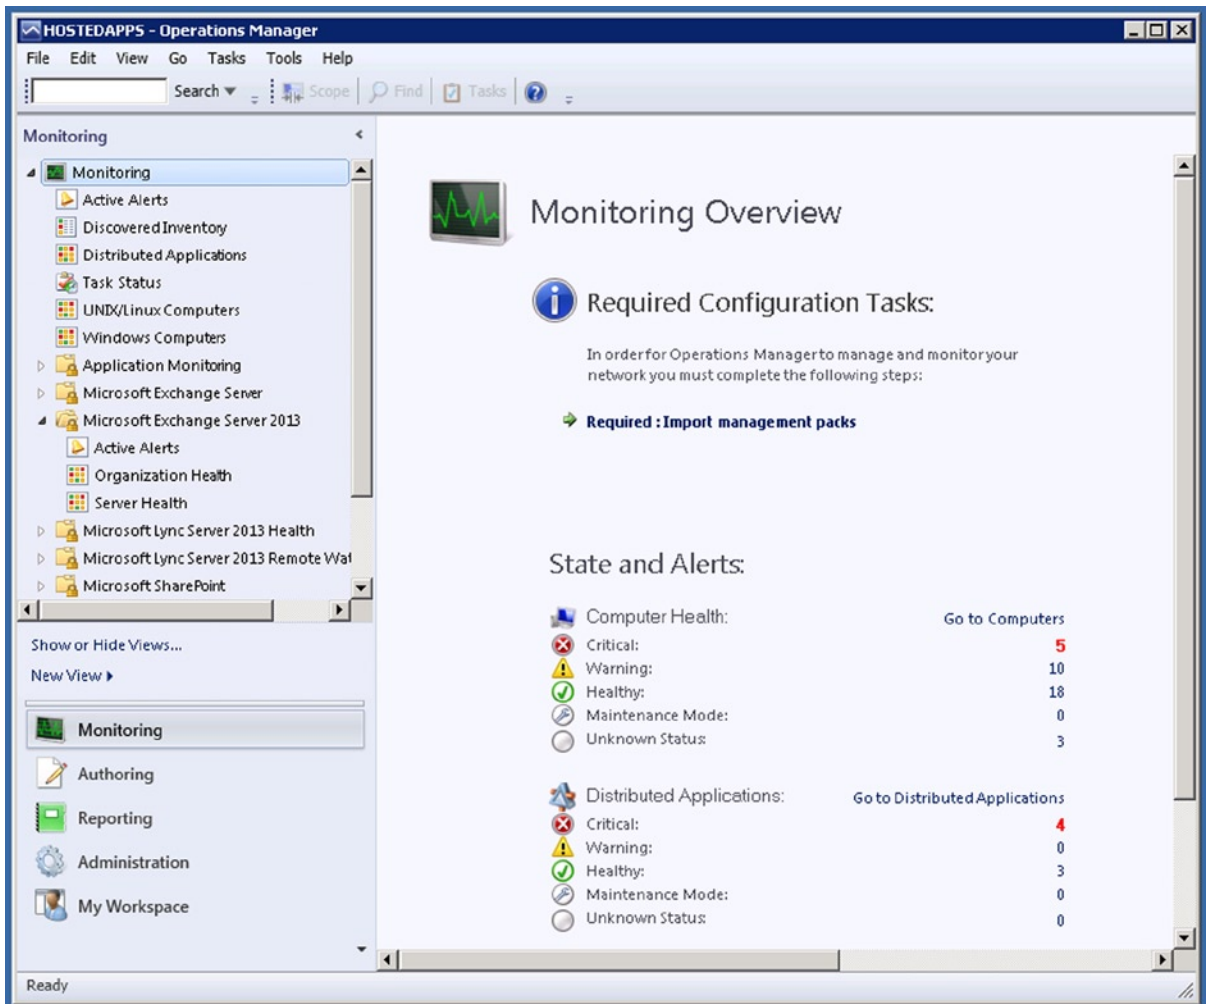 HOSTEDAPPS - Operations Manager
File Edit View Go Tasks Tools Help
Search Scope Find Tasks
Monitoring
Monitoring
Active Alerts
Discovered Inventory
Distributed Applications
Task Status
UNIX/Linux Computers
Windows Computers
Application Monitoring
Microsoft Exchange Server
Microsoft Exchange Server 2013
Active Alerts
Organization Health
Server Health
Microsoft Lync Server 2013 Health
Microsoft Lync Server 2013 Remote Wat
Microsoft SharePoint
Show or Hide Views...
New View
Monitoring
Authoring
Reporting
Administration
My Workspace
Monitoring Overview
Required Configuration Tasks:
In order for Operations Manager to manage and monitor your
network you must complete the following steps:
Required : Import management packs
State and Alerts:
Computer Health: Go to Computers
Critical: 5
Warning: 10
Healthy: 18
Maintenance Mode: 0
Unknown Status: 3
Distributed Applications: Go to Distributed Applications
Critical: 4
Warning: 0
Healthy: 3
Maintenance Mode: 0
Unknown Status: 0
Ready